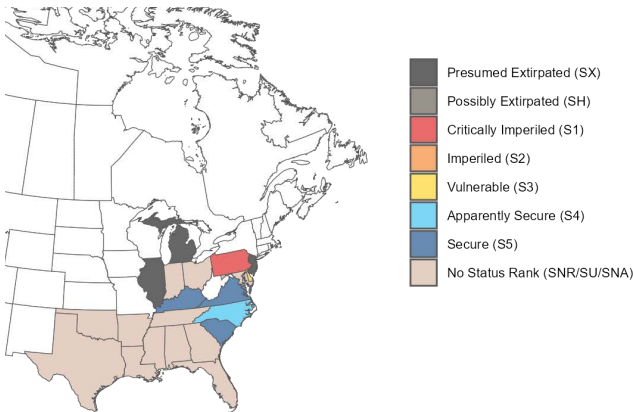 Presumed Extirpated (SX)
Possibly Extirpated (SH)
Critically Imperiled (S1)
Imperiled (S2)
Vulnerable (S3)
Apparently Secure (S4)
Secure (S5)
No Status Rank (SNR/SU/SNA)